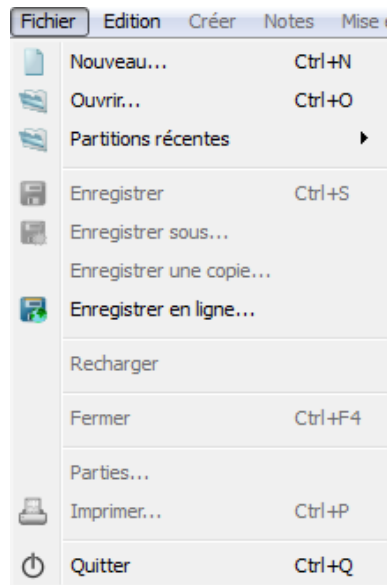 Fichier Edition Créer Notes Mise
Nouveau... Ctrl+N
Ouvrir... Ctrl+O
Partitions récentes
Enregistrer Ctrl+S
Enregistrer sous...
Enregistrer une copie...
Enregistrer en ligne...
Recharger
Fermer Ctrl+F4
Parties...
Imprimer... Ctrl+P
Quitter Ctrl+Q